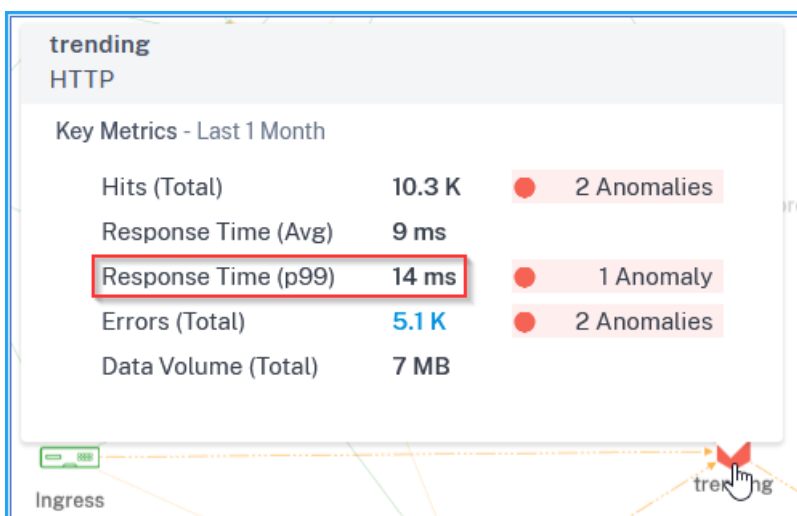 trending
HTTP
Key Metrics - Last 1 Month
Hits (Total) 10.3 K 2 Anomalies
Response Time (Avg) 9 ms
Response Time (p99) 14 ms 1 Anomaly
Errors (Total) 5.1 K 2 Anomalies
Data Volume (Total) 7 MB
Ingress